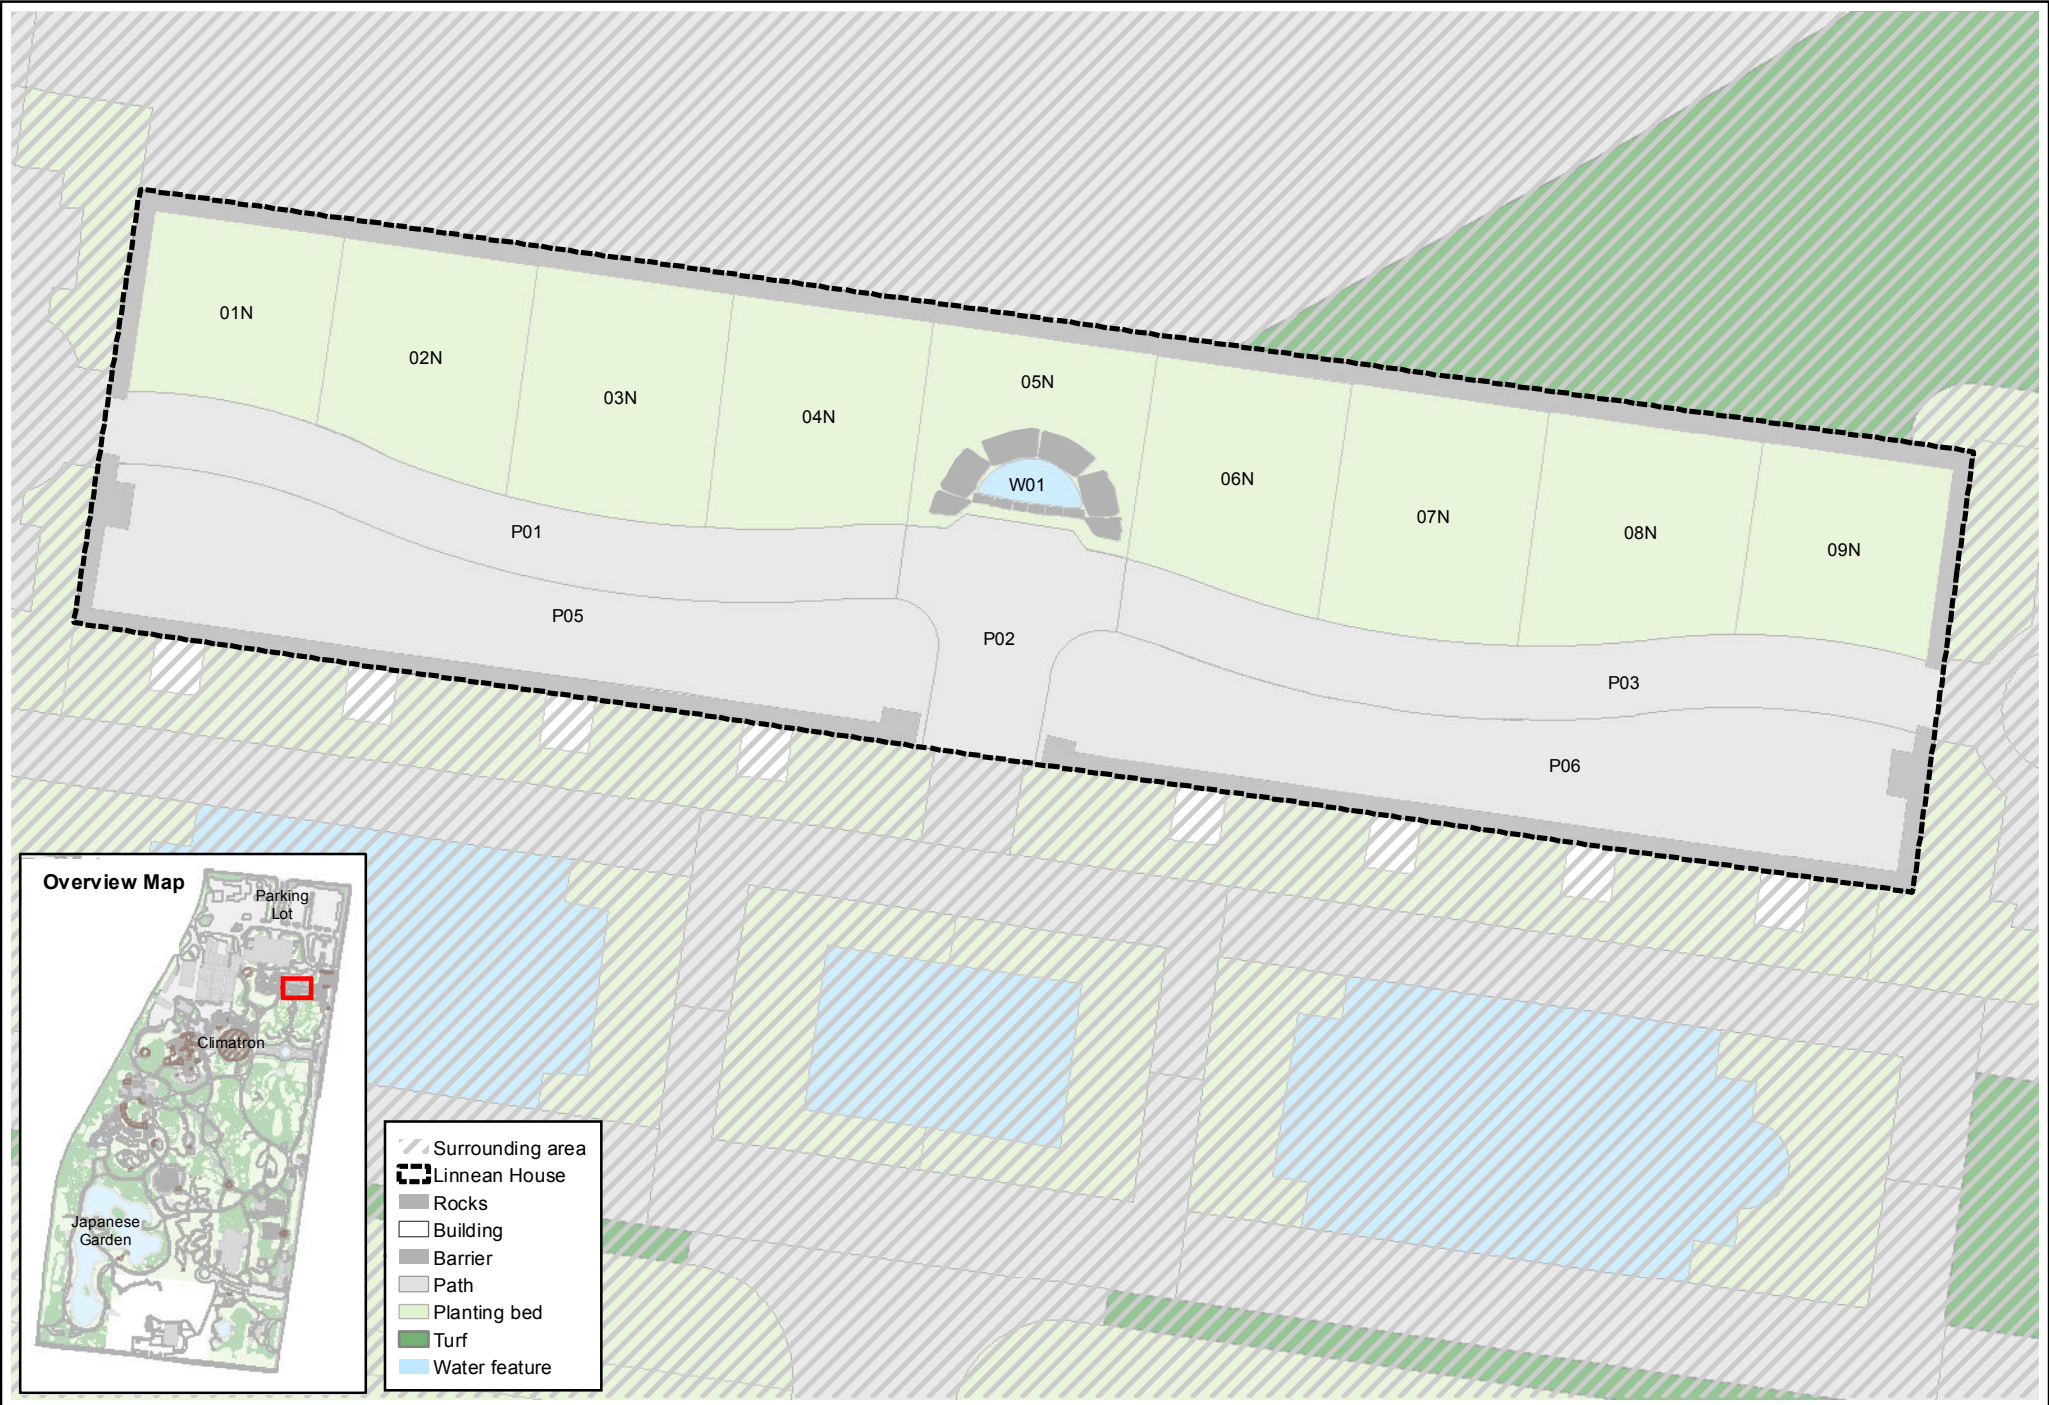 01N
02N
03N
04N
05N
W01
06N
07N
08N
09N
P01
P05
P02
P03
P06
Overview Map
Parking
Lot
Climatron
Japanese
Garden
Surrounding area
Linnean House
Rocks
Building
Barrier
Path
Planting bed
Turf
Water feature